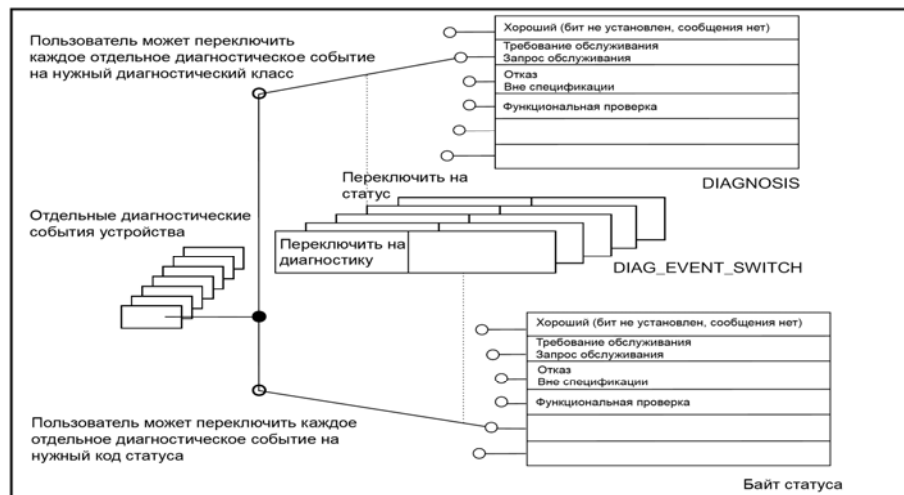 Пользователь может переключить
каждое отдельное диагностическое событие
на нужный диагностический класс
Хороший (бит не установлен, сообщения нет)
Требование обслуживания
Запрос обслуживания
Отказ
Вне спецификации
Функциональная проверка
DIAGNOSIS
Переключить на
статус
Отдельные диагностические
события устройства
Переключить на
диагностику
DIAG_EVENT_SWITCH
Хороший (бит не установлен, сообщения нет)
Требование обслуживания
Запрос обслуживания
Отказ
Вне спецификации
Функциональная проверка
Пользователь может переключить каждое
отдельное диагностическое событие на
нужный код статуса
Байт статуса